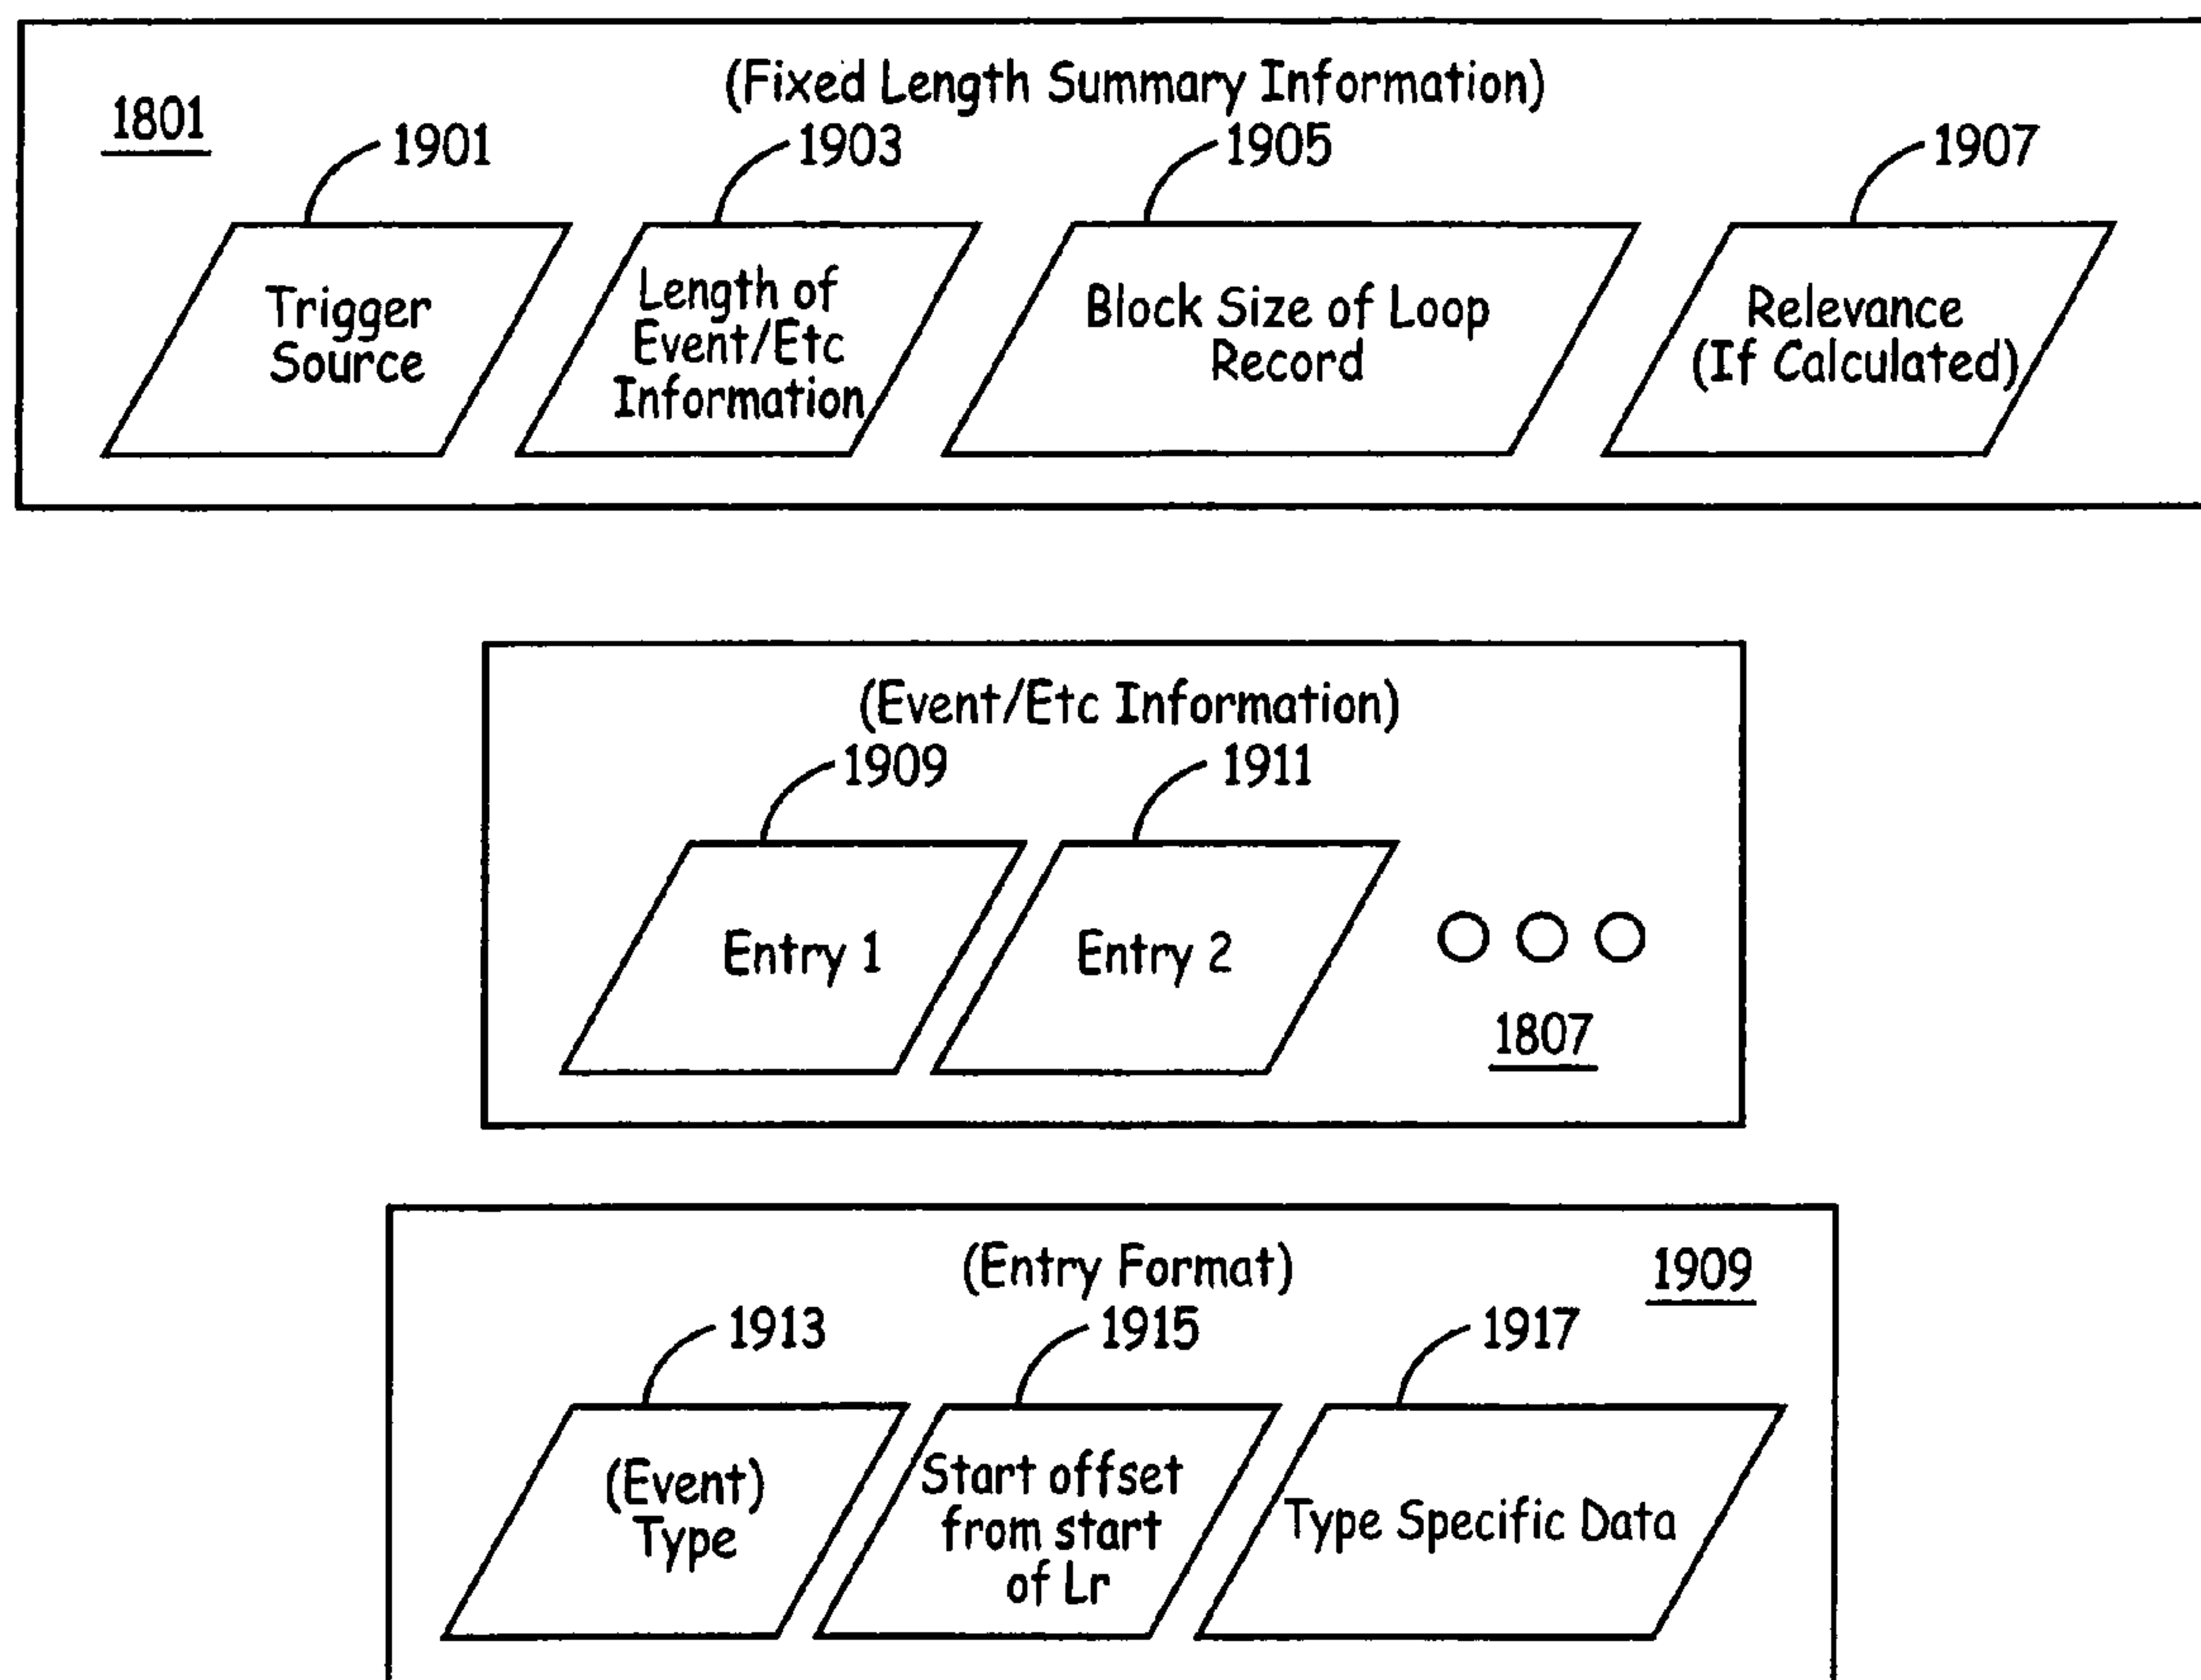 (Fixed Length Summary Information)
1801
1901
1903
1905
1907
Trigger
Source
Length of
Event/Etc
Information
Block Size of Loop
Record
Relevance
(If Calculated)
(Event/Etc Information)
1909
1911
Entry 1
Entry 2
1807
(Entry Format)
1909
1913
1915
1917
(Event)
Type
Start offset
from start
of Lr
Type Specific Data